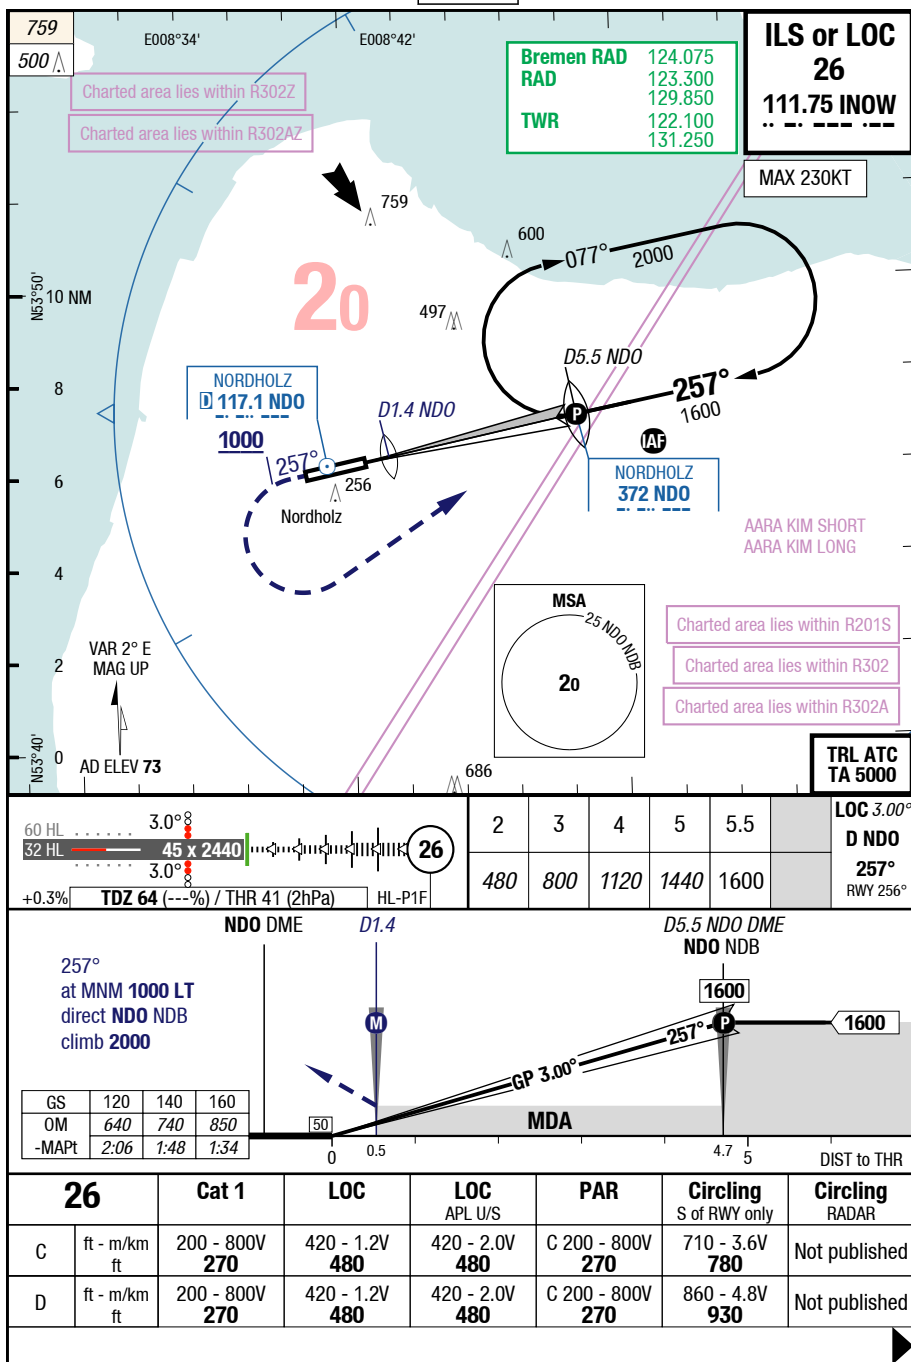 759
500
E008°34'
E008°42'
Charted area lies within R302Z
Charted area lies within R302AZ
Bremen RAD 124.075
RAD 123.300
129.850
TWR 122.100
131.250
ILS or LOC
26
111.75 INOW
MAX 230KT
759
600
077°
2000
20
497
N53°50'
10 NM
D5.5 NDO
NORDHOLZ
D 117.1 NDO
D1.4 NDO
257°
1600
P
IAF
8
1000
257°
256
Nordholz
NORDHOLZ
372 NDO
6
AARA KIM SHORT
AARA KIM LONG
4
MSA
25 NDO NDB
20
Charted area lies within R201S
Charted area lies within R302
Charted area lies within R302A
VAR 2° E
MAG UP
2
N53°40'
0
AD ELEV 73
686
TRL ATC
TA 5000
60 HL
32 HL
3.0°
45 x 2440
3.0°
26
+0.3%
TDZ 64 (---%) / THR 41 (2hPa)
HL-P1F
2 3 4 5 5.5
480 800 1120 1440 1600
LOC 3.00°
D NDO
257°
RWY 256°
NDO DME
D1.4
D5.5 NDO DME
NDO NDB
257°
at MNM 1000 LT
direct NDO NDB
climb 2000
1600
M
P
1600
257°
GP 3.00°
MDA
GS 120 140 160
OM 640 740 850
-MAPt 2:06 1:48 1:34
50
0 0.5 4.7 5 DIST to THR
26 Cat 1 LOC LOC PAR Circling Circling
APL U/S S of RWY only RADAR
C ft - m/km 200 - 800V 420 - 1.2V 420 - 2.0V C 200 - 800V 710 - 3.6V Not published
ft 270 480 480 270 780
D ft - m/km 200 - 800V 420 - 1.2V 420 - 2.0V C 200 - 800V 860 - 4.8V Not published
ft 270 480 480 270 930